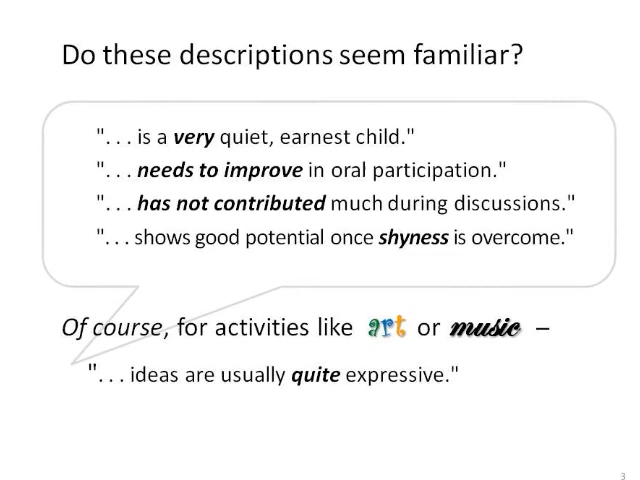 Do these descriptions seem familiar?
". . . is a very quiet, earnest child."
". . . needs to improve in oral participation."
". . . has not contributed much during discussions."
". . . shows good potential once shyness is overcome."
Of course, for activities like art or music –
". . . ideas are usually quite expressive."
3